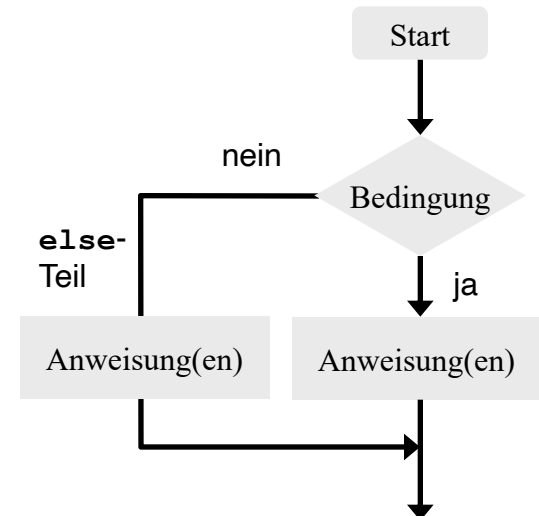 Start
nein
Bedingung
else-
Teil
ja
Anweisung(en)
Anweisung(en)